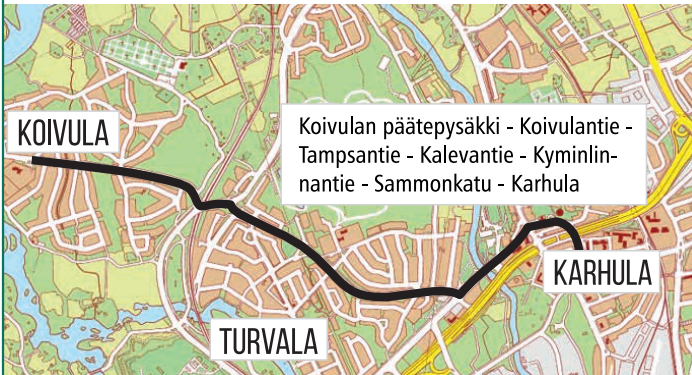 KOIVULA
Koivulan päätepysäkki - Koivulantie -
Tampsantie - Kalevantie - Kyminlin-
nantie - Sammonkatu - Karhula
KARHULA
TURVALA